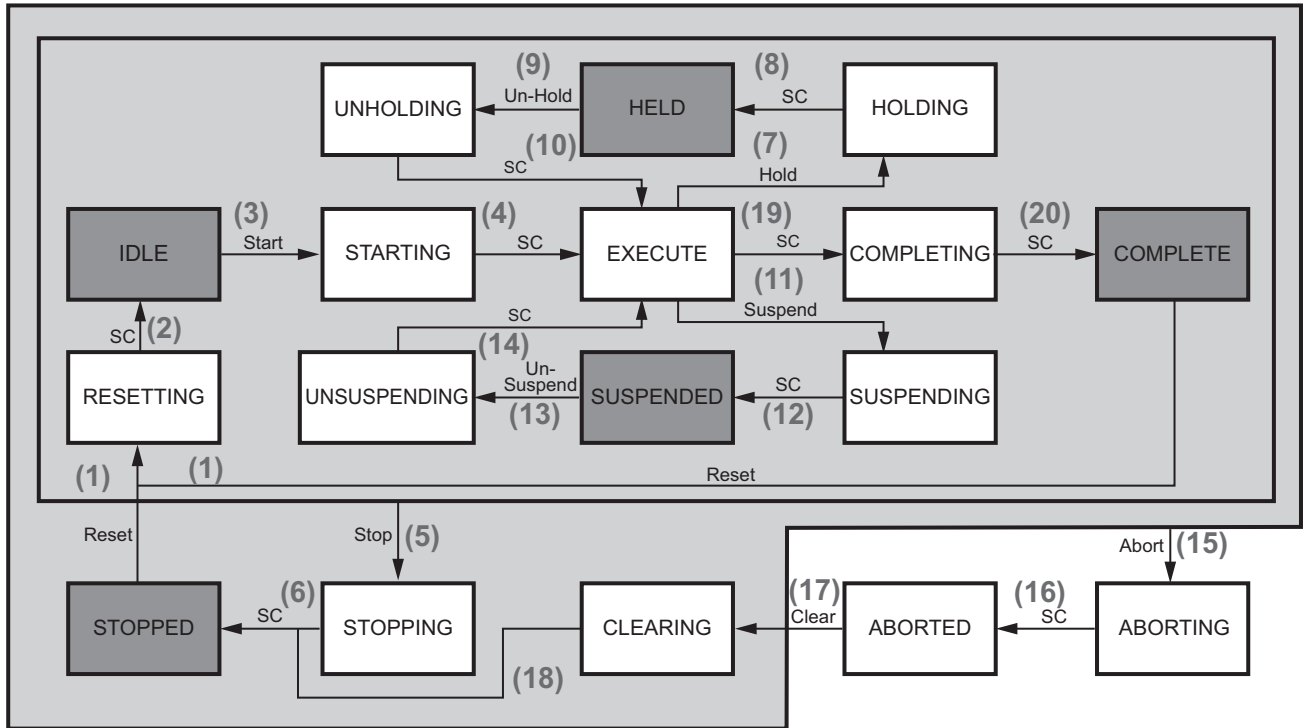 (9)
(8)
UNHOLDING
Un-Hold
HELD
SC
HOLDING
(10)
(7)
SC
Hold
(3)
(4)
(19)
(20)
IDLE
Start
STARTING
SC
EXECUTE
SC
COMPLETING
SC
COMPLETE
(11)
SC
Suspend
SC
(2)
(14)
RESETTING
UNSUSPENDING
Un-
Suspend
SUSPENDED
SC
SUSPENDING
(13)
(12)
(1)
(1)
Reset
Reset
Stop
(5)
Abort
(15)
(6)
(17)
(16)
STOPPED
SC
STOPPING
CLEARING
Clear
ABORTED
SC
ABORTING
(18)